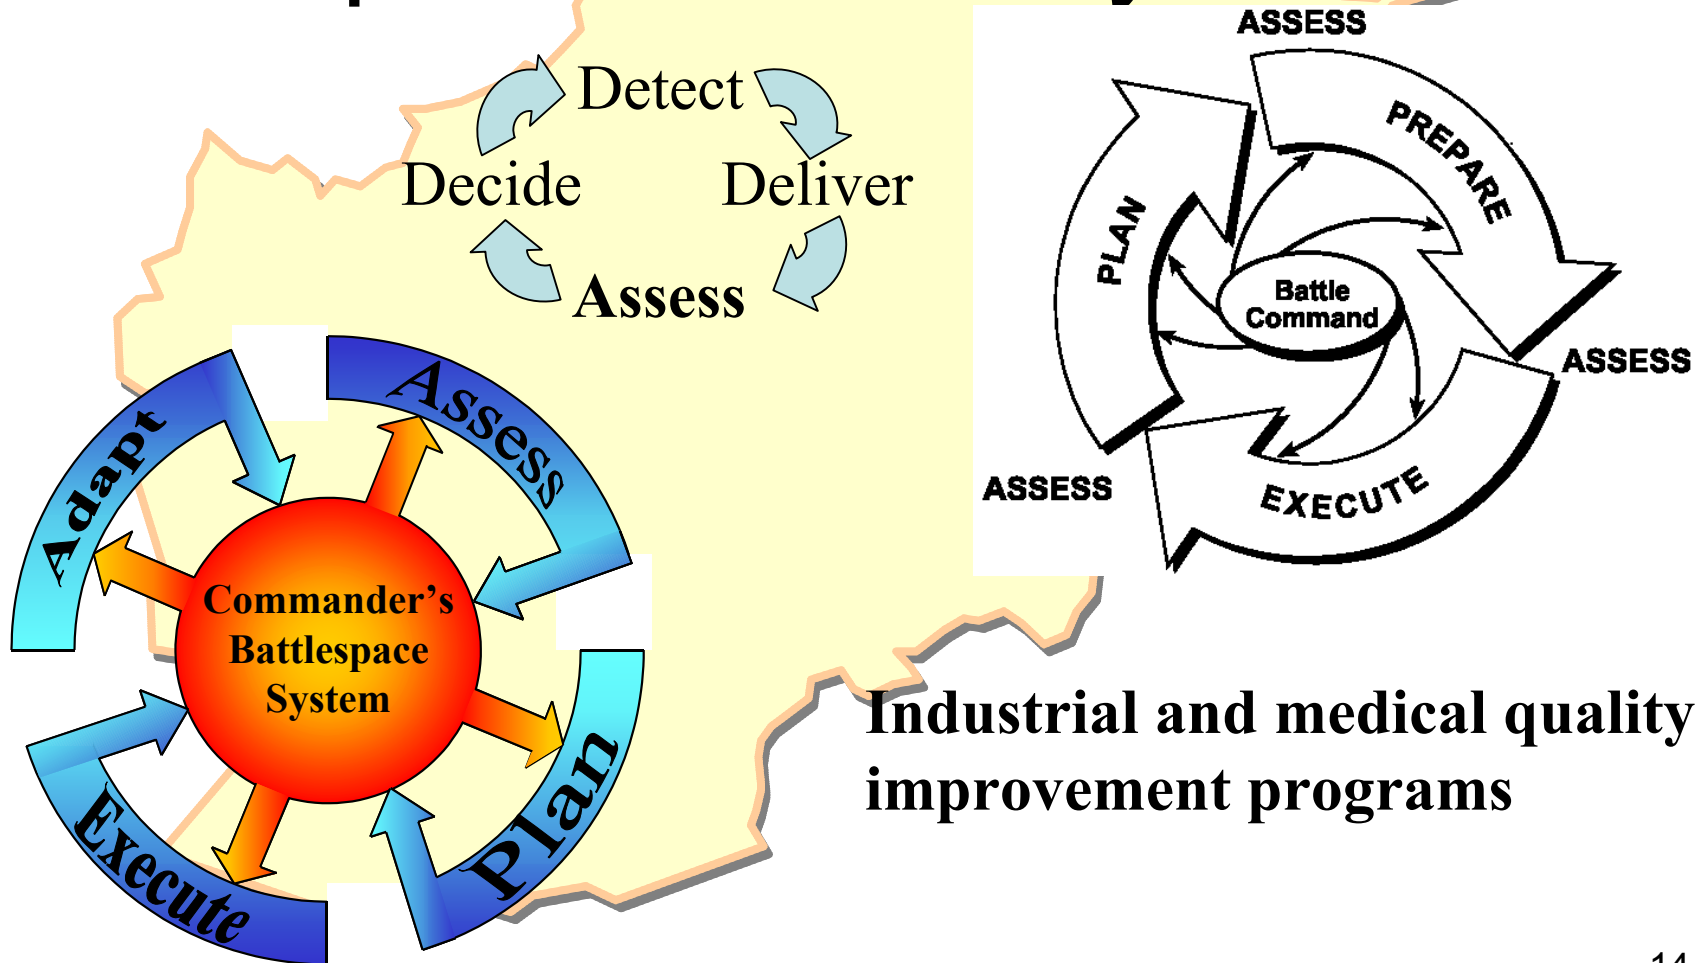 Detect
Decide
Deliver
Assess
ASSESS
PREPARE
PLAN
Battle
Command
ASSESS
ASSESS
EXECUTE
Adapt
Assess
Commander’s
Battlespace
System
Execute
Plan
Industrial and medical quality
improvement programs
14